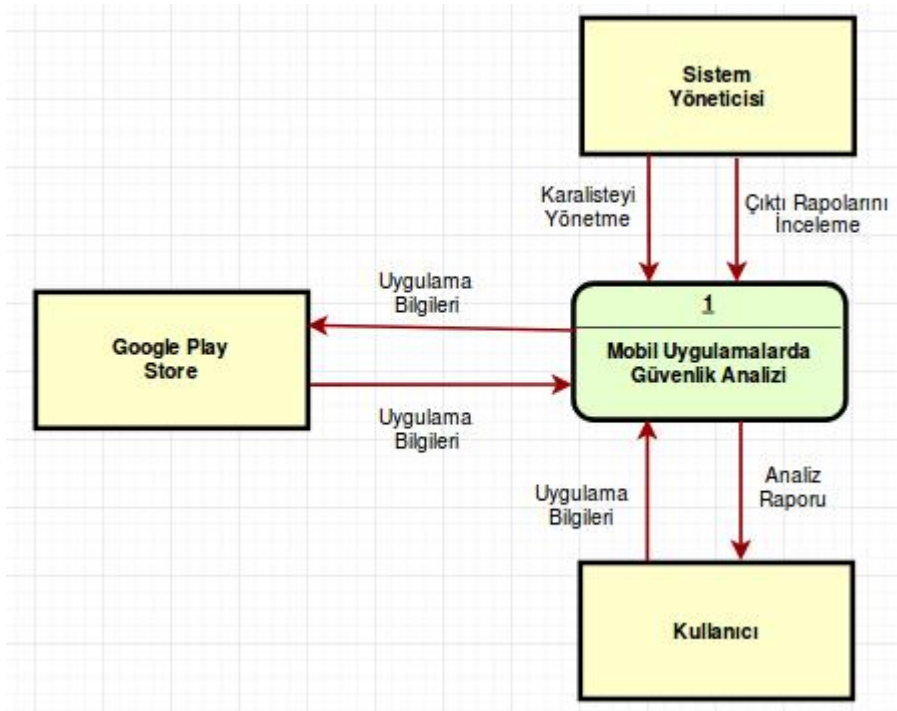 Sistem
Yöneticisi
Karalisteyi
Yönetme
Çıktı Rapolarını
İnceleme
Uygulama
Bilgileri
1
Mobil Uygulamalarda
Güvenlik Analizi
Google Play
Store
Uygulama
Bilgileri
Uygulama
Bilgileri
Analiz
Raporu
Kullanıcı